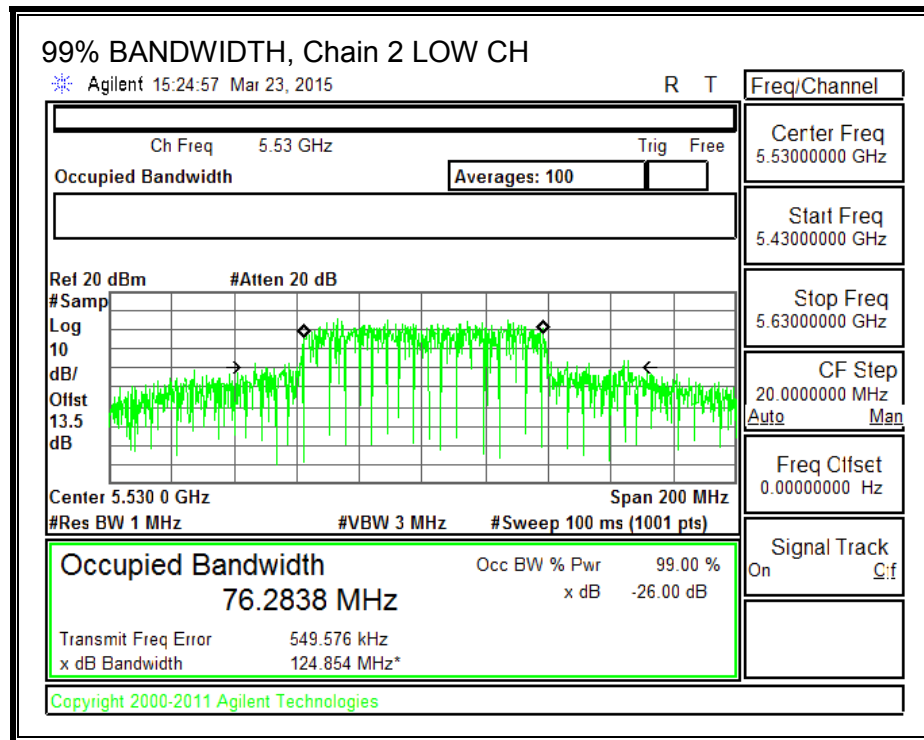 99% BANDWIDTH, Chain 2 LOW CH
Agilent 15:24:57 Mar 23, 2015 R T
Freq/Channel
Ch Freq 5.53 GHz Trig Free
Occupied Bandwidth Averages: 100
Center Freq
5.53000000 GHz
Start Freq
5.43000000 GHz
Stop Freq
5.63000000 GHz
CF Step
20.0000000 MHz
Auto Man
Freq Offset
0.00000000 Hz
Signal Track
On Off
Ref 20 dBm #Atten 20 dB
#Samp
Log
10
dB/
Offst
13.5
dB
Center 5.530 0 GHz Span 200 MHz
#Res BW 1 MHz #VBW 3 MHz #Sweep 100 ms (1001 pts)
Occupied Bandwidth Occ BW % Pwr 99.00 %
76.2838 MHz x dB -26.00 dB
Transmit Freq Error 549.576 kHz
x dB Bandwidth 124.854 MHz*
Copyright 2000-2011 Agilent Technologies